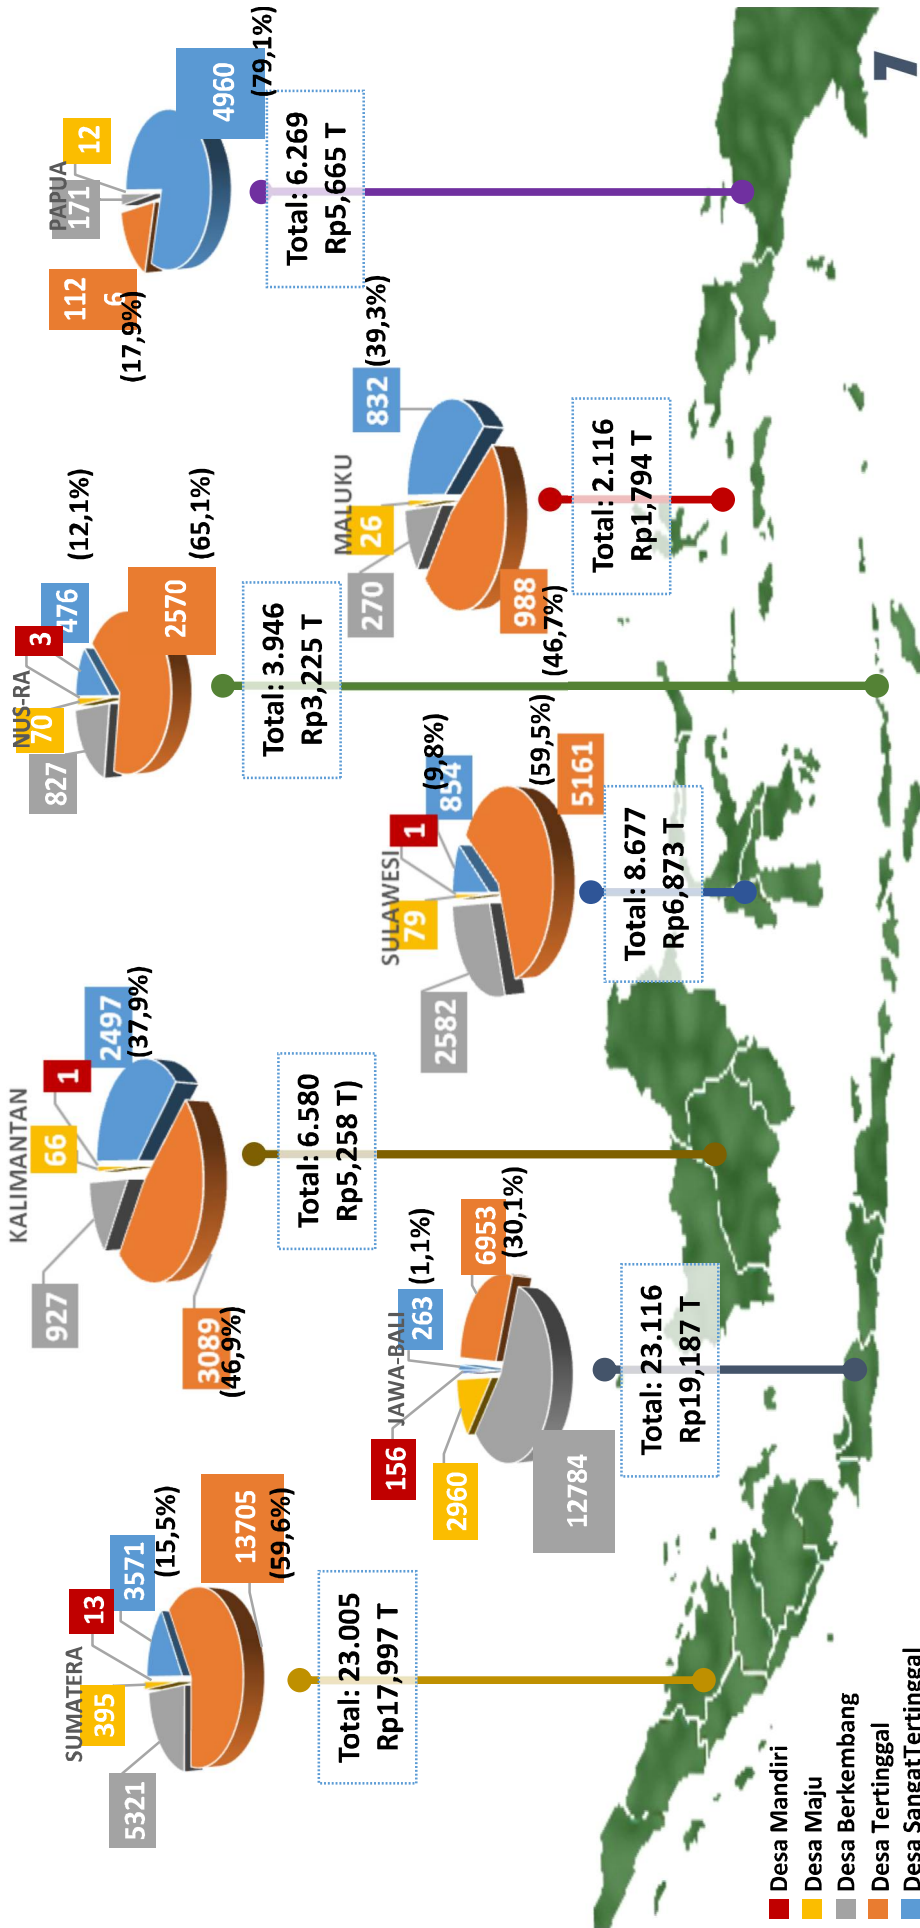 SUMATERA
13
395
3571
(15,5%)
5321
13705
(59,6%)
Total: 23.005
Rp17,997 T
KALIMANTAN
1
66
2497
(37,9%)
927
3089
(46,9%)
Total: 6.580
Rp5,258 T)
JAWA-BALI
156
263
(1,1%)
2960
6953
(30,1%)
12784
Total: 23.116
Rp19,187 T
NUS-RA
3
70
476
(12,1%)
827
2570
(65,1%)
Total: 3.946
Rp3,225 T
SULAWESI
1
79
854
(9,8%)
2582
(59,5%)
5161
Total: 8.677
Rp6,873 T
PAPUA
171
12
112
6
(17,9%)
4960
(79,1%)
Total: 6.269
Rp5,665 T
MALUKU
26
832
(39,3%)
270
988
(46,7%)
Total: 2.116
Rp1,794 T
Desa Mandiri
Desa Maju
Desa Berkembang
Desa Tertinggal
Desa SangatTertinggal
7